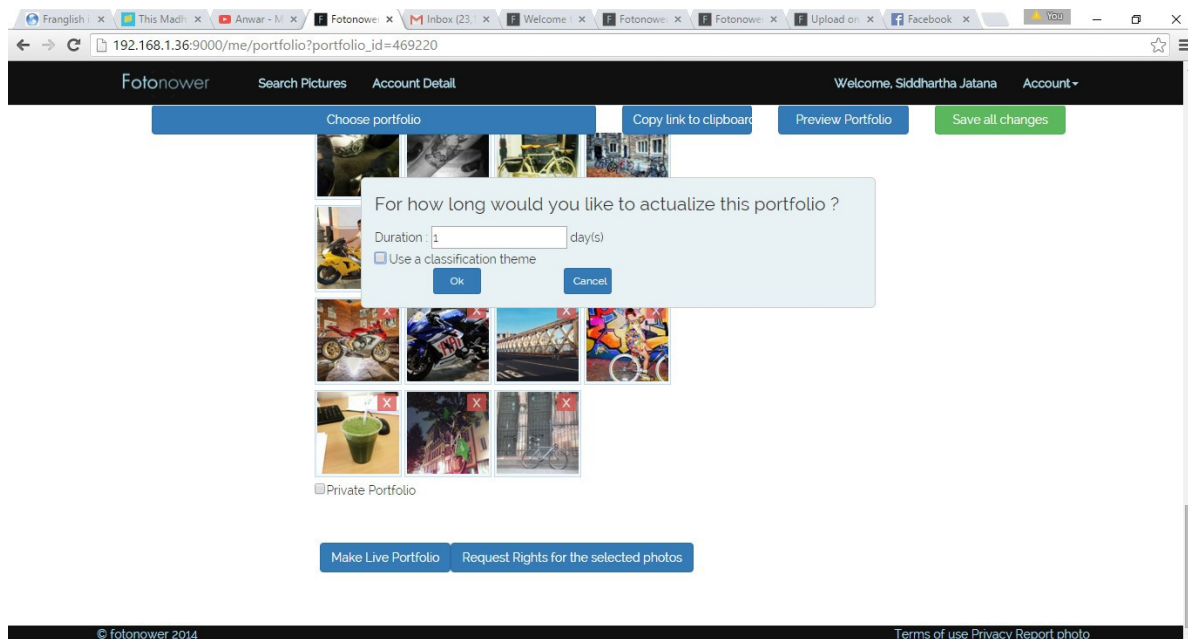 Franglish
This Madh
Anwar - M
Fotonower
M Inbox (23,
Welcome
Fotonower
Fotonower
Upload on
Facebook
You
192.168.1.36:9000/me/portfolio?portfolio_id=469220
Fotonower Search Pictures Account Detail Welcome, Siddhartha Jatana Account
Choose portfolio Copy link to clipboard Preview Portfolio Save all changes
For how long would you like to actualize this portfolio ?
Duration : 1 day(s)
Use a classification theme
Ok Cancel
X X X X
X X X
Private Portfolio
Make Live Portfolio Request Rights for the selected photos
© fotonower 2014 Terms of use Privacy Report photo